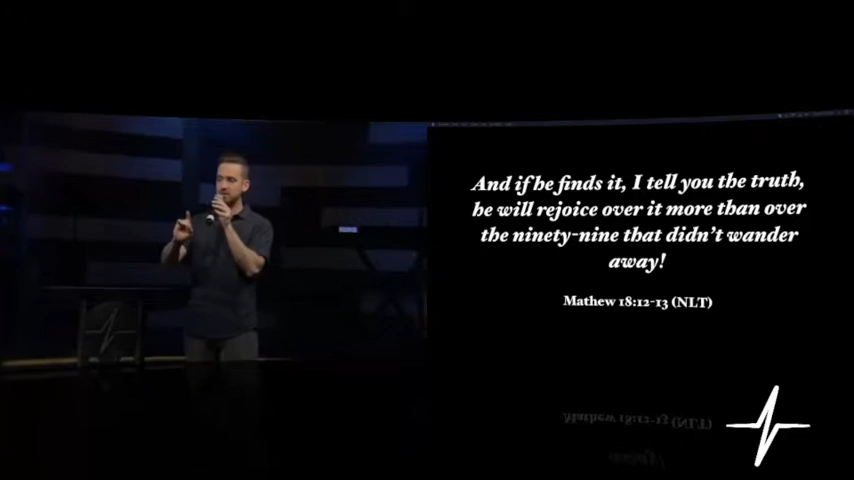 And if he finds it, I tell you the truth,
he will rejoice over it more than over
the ninety-nine that didn't wander
away!
Mathew 18:12-13 (NLT)